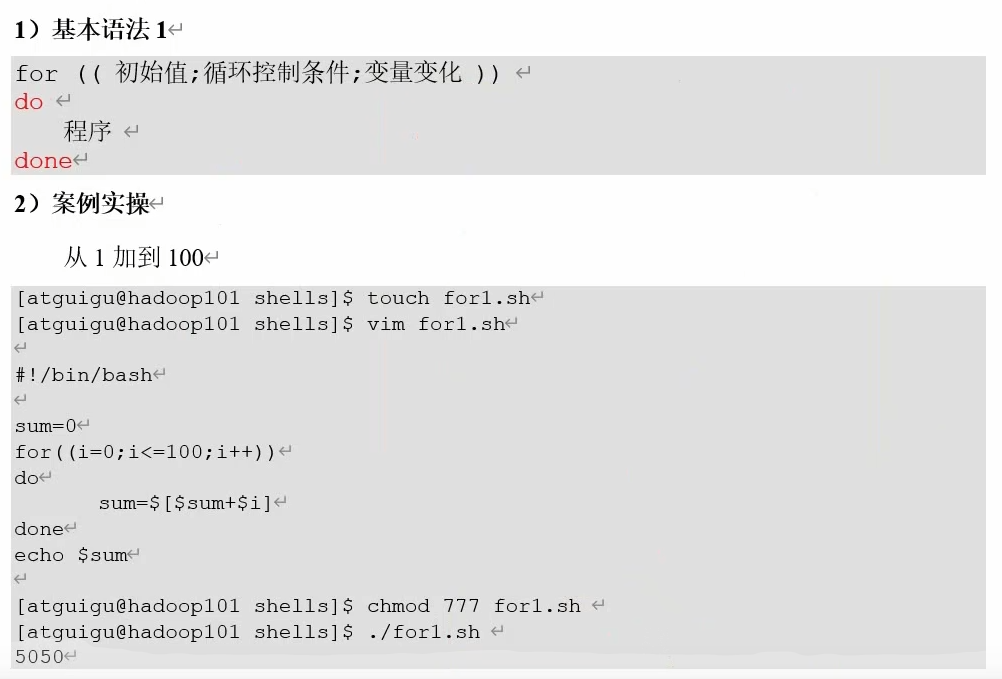 1）基本语法 1↵
for (( 初始值;循环控制条件;变量变化 )) ↵
do ↵
程序 ↵
done↵
2）案例实操↵
从 1 加到 100↵
[atguigu@hadoop101 shells]$ touch for1.sh↵
[atguigu@hadoop101 shells]$ vim for1.sh↵
↵
#!/bin/bash↵
↵
sum=0↵
for((i=0;i<=100;i++))↵
do↵
sum=$[$sum+$i]↵
done↵
echo $sum↵
↵
[atguigu@hadoop101 shells]$ chmod 777 for1.sh ↵
[atguigu@hadoop101 shells]$ ./for1.sh ↵
5050↵